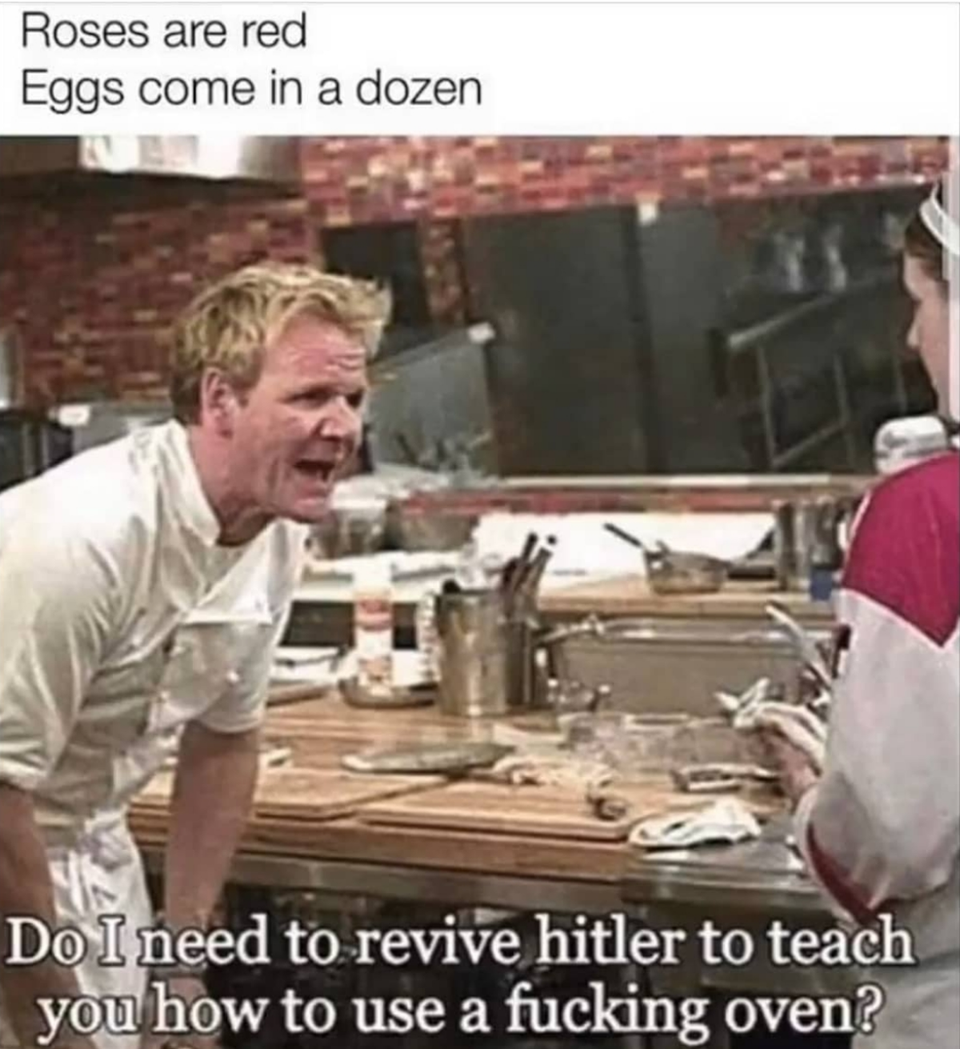 Roses are red
Eggs come in a dozen
Do I need to revive hitler to teach
you how to use a fucking oven?